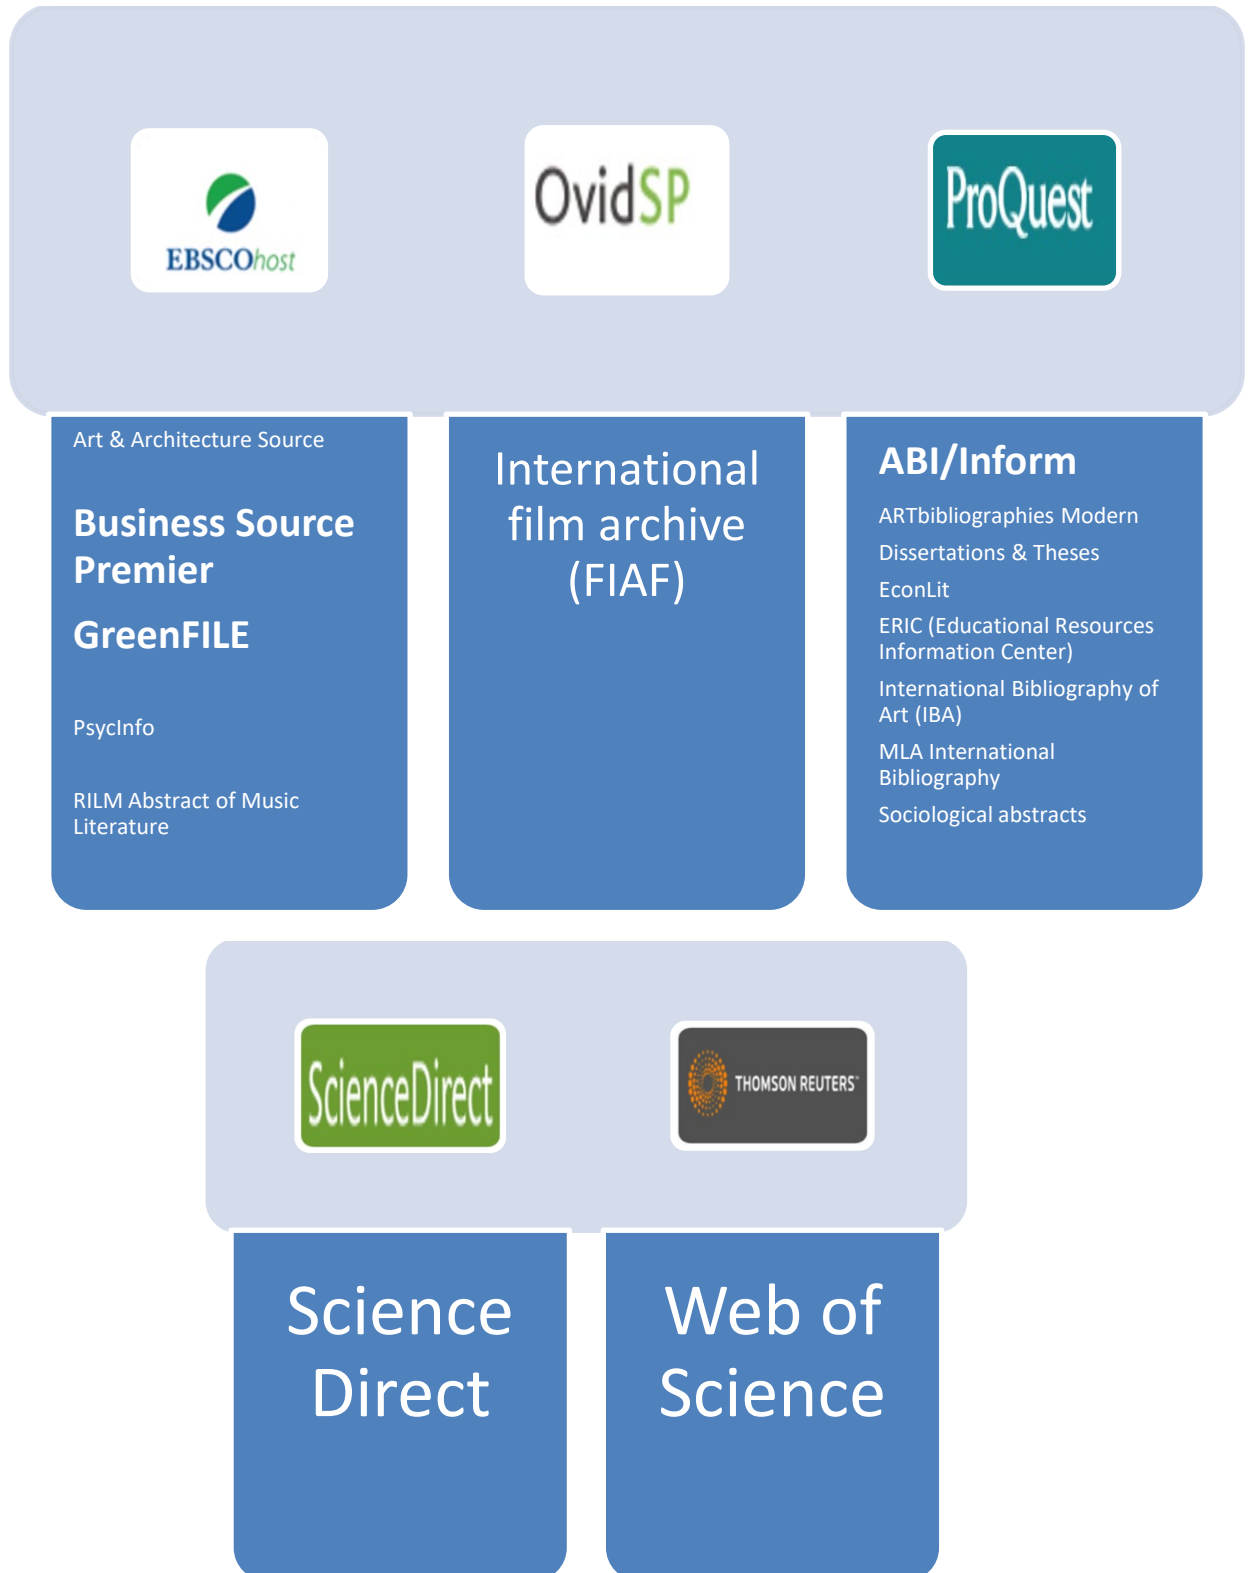 EBSCOhost
OvidSP
ProQuest
Art & Architecture Source
Business Source
Premier
GreenFILE
PsycInfo
RILM Abstract of Music
Literature
International
film archive
(FIAF)
ABI/Inform
ARTbibliographies Modern
Dissertations & Theses
EconLit
ERIC (Educational Resources
Information Center)
International Bibliography of
Art (IBA)
MLA International
Bibliography
Sociological abstracts
ScienceDirect
THOMSON REUTERS™
Science
Direct
Web of
Science